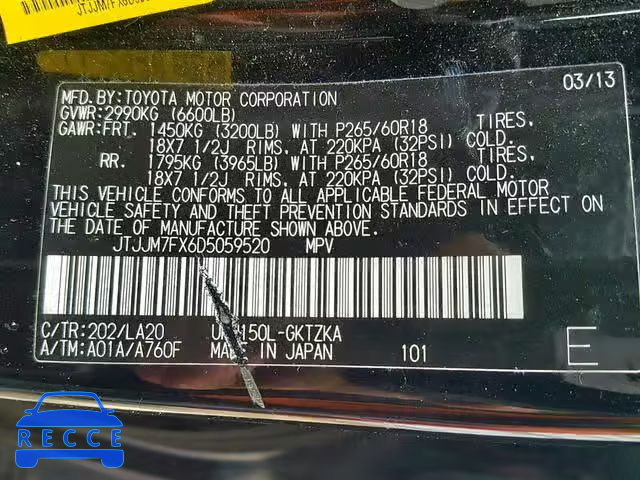 MFD.BY:TOYOTA MOTOR CORPORATION 03/13
GVWR:2990KG (6600LB)
GAWR:FRT. 1450KG (3200LB) WITH P265/60R18 TIRES.
18X7 1/2J RIMS. AT 220KPA (32PSI) COLD.
RR. 1795KG (3965LB) WITH P265/60R18 TIRES.
18X7 1/2J RIMS. AT 220KPA (32PSI) COLD.
THIS VEHICLE CONFORMS TO ALL APPLICABLE FEDERAL MOTOR
VEHICLE SAFETY AND THEFT PREVENTION STANDARDS IN EFFECT ON
THE DATE OF MANUFACTURE SHOWN ABOVE.
JTJJM7FX6D5059520 MPV
C/TR:202/LA20
A/TM:A01A/A760F MADE IN JAPAN 101
E
RECCE